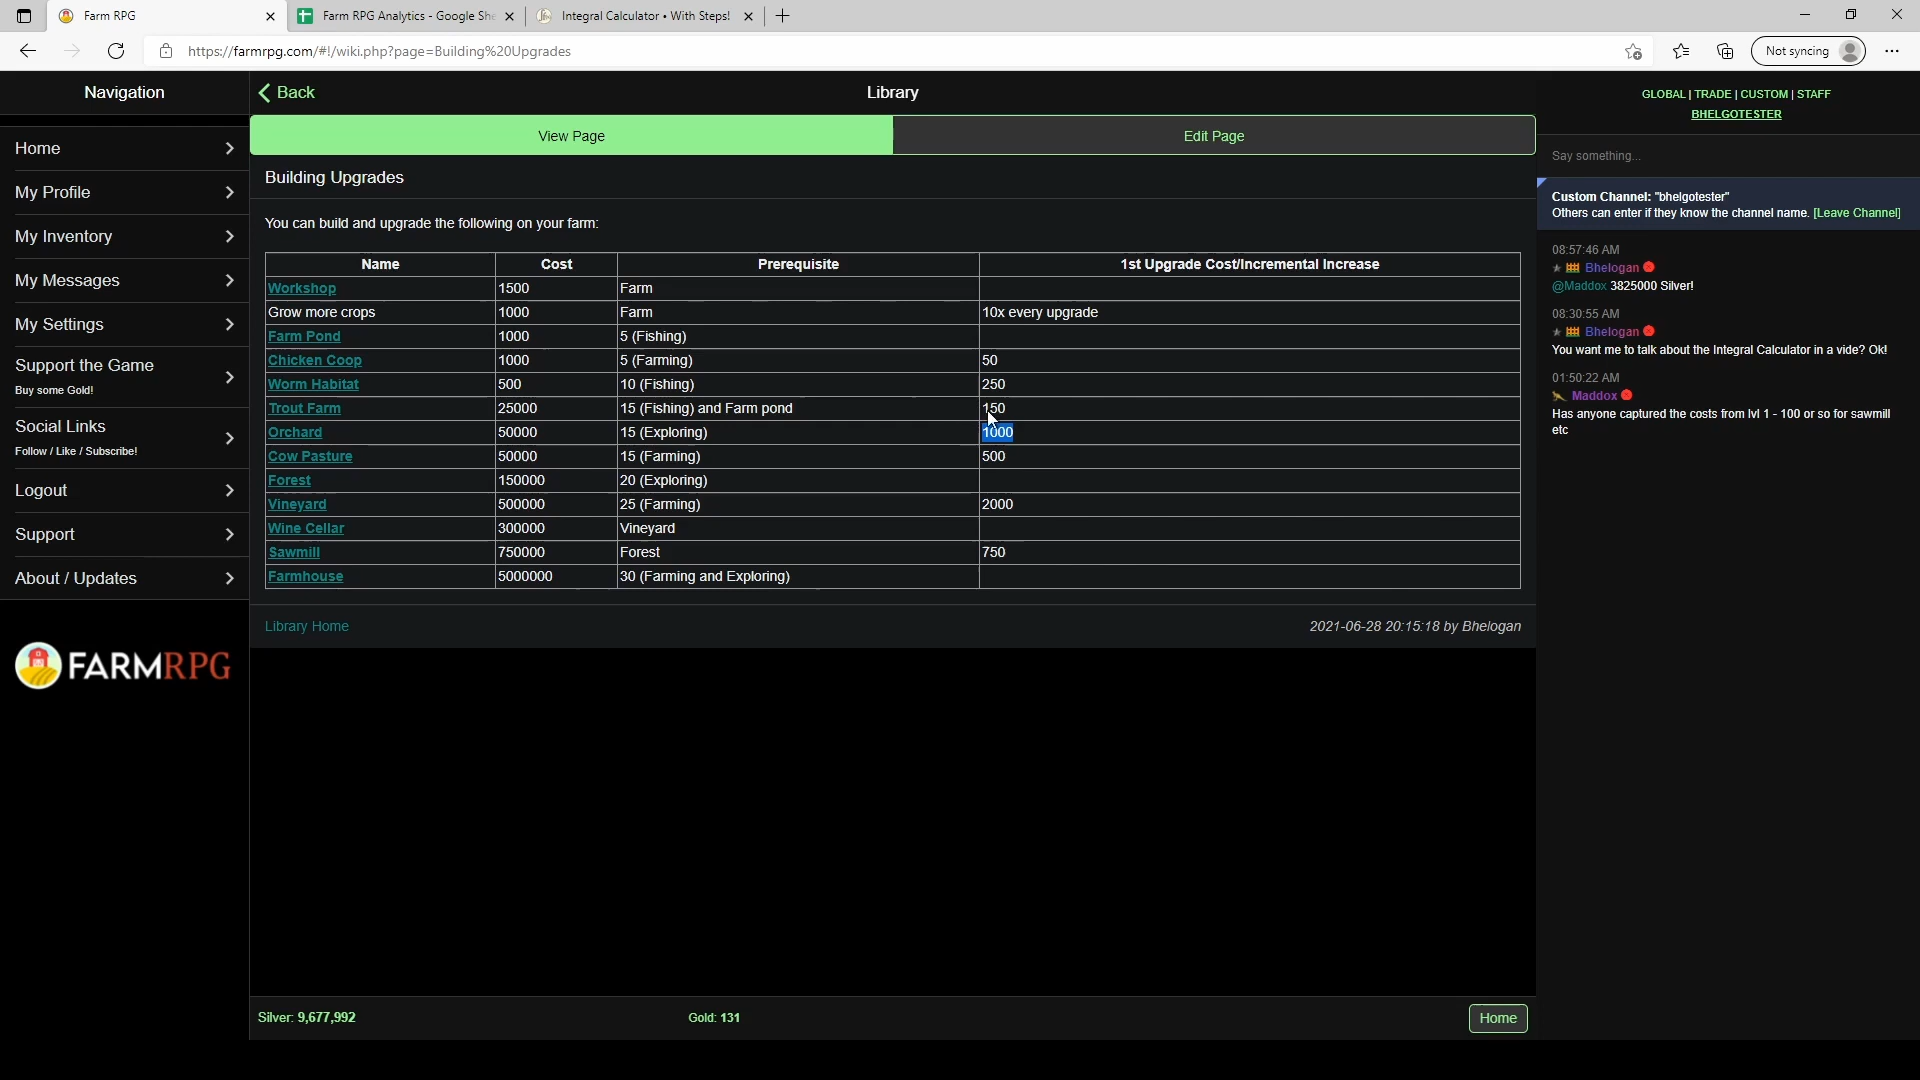 Farm RPG
Farm RPG Analytics - Google She
Integral Calculator • With Steps!
https://farmrpg.com/#!/wiki.php?page=Building%20Upgrades
Not syncing
Navigation
Home
My Profile
My Inventory
My Messages
My Settings
Support the Game
Buy some Gold!
Social Links
Follow / Like / Subscribe!
Logout
Support
About / Updates
FARMRPG
Back
Library
View Page
Edit Page
Building Upgrades
You can build and upgrade the following on your farm:
Name Cost Prerequisite 1st Upgrade Cost/Incremental Increase
Workshop 1500 Farm
Grow more crops 1000 Farm 10x every upgrade
Farm Pond 1000 5 (Fishing)
Chicken Coop 1000 5 (Farming) 50
Worm Habitat 500 10 (Fishing) 250
Trout Farm 25000 15 (Fishing) and Farm pond 150
Orchard 50000 15 (Exploring) 1000
Cow Pasture 50000 15 (Farming) 500
Forest 150000 20 (Exploring)
Vineyard 500000 25 (Farming) 2000
Wine Cellar 300000 Vineyard
Sawmill 750000 Forest 750
Farmhouse 5000000 30 (Farming and Exploring)
Library Home
2021-06-28 20:15:18 by Bhelogan
Silver: 9,677,992
Gold: 131
Home
GLOBAL | TRADE | CUSTOM | STAFF
BHELGOTESTER
Say something...
Custom Channel: "bhelgotester"
Others can enter if they know the channel name. [Leave Channel]
08:57:46 AM
Bhelogan
@Maddox 3825000 Silver!
08:30:55 AM
Bhelogan
You want me to talk about the Integral Calculator in a vide? Ok!
01:50:22 AM
Maddox
Has anyone captured the costs from lvl 1 - 100 or so for sawmill
etc